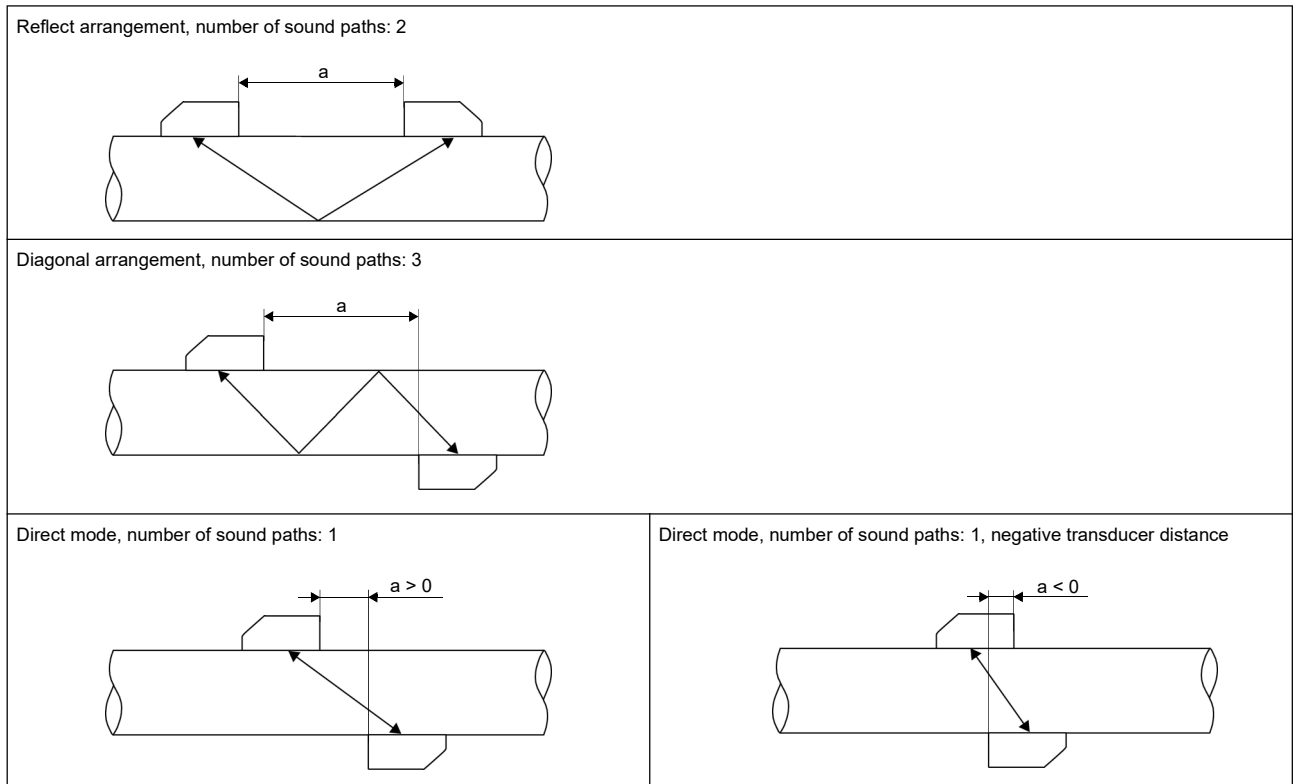 Reflect arrangement, number of sound paths: 2
a
Diagonal arrangement, number of sound paths: 3
a
Direct mode, number of sound paths: 1
a > 0
Direct mode, number of sound paths: 1, negative transducer distance
a < 0